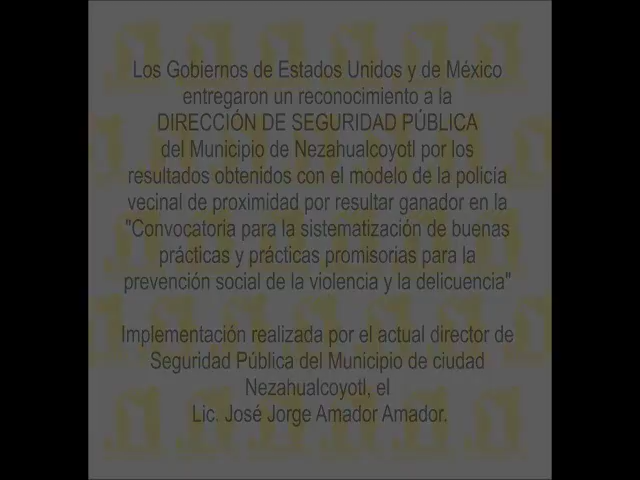 Los Gobiernos de Estados Unidos y de México
entregaron un reconocimiento a la
DIRECCIÓN DE SEGURIDAD PÚBLICA
del Municipio de Nezahualcoyotl por los
resultados obtenidos con el modelo de la policía
vecinal de proximidad por resultar ganador en la
"Convocatoria para la sistematización de buenas
prácticas y prácticas promisorias para la
prevención social de la violencia y la delicuencia"
Implementación realizada por el actual director de
Seguridad Pública del Municipio de ciudad
Nezahualcoyotl, el
Lic. José Jorge Amador Amador.